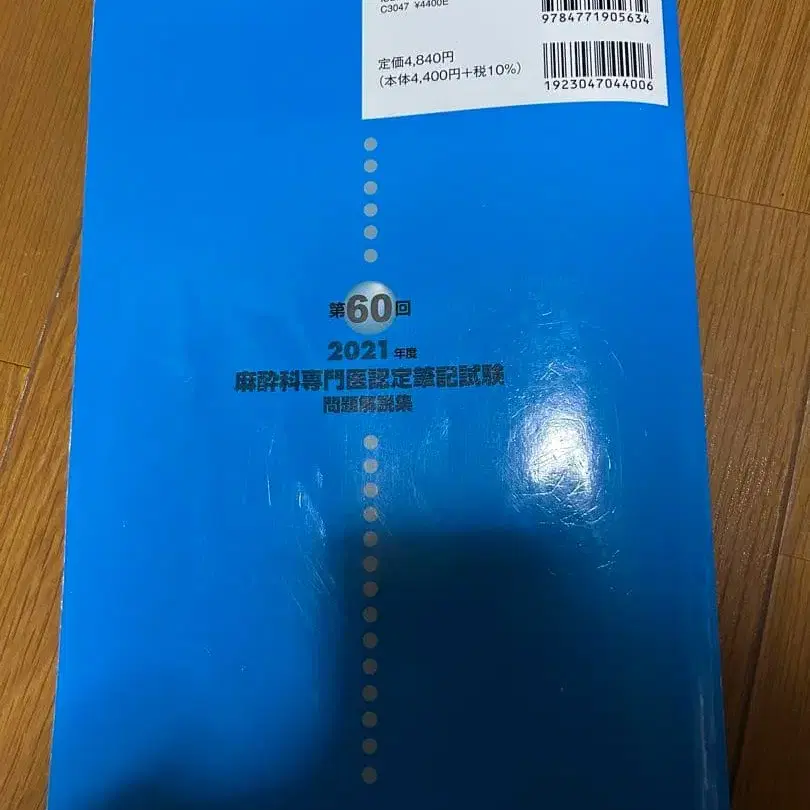 C3047 ¥4400E
9784771905634
定価4,840円
(本体4,400円+税10%)
1923047044006
第60回
2021年度
麻酔科専門医認定筆記試験
問題解説集